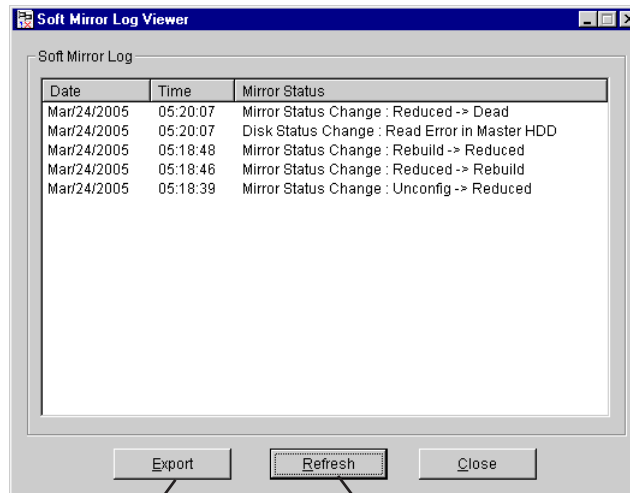 Soft Mirror Log Viewer
Soft Mirror Log
Date Time Mirror Status
Mar/24/2005 05:20:07 Mirror Status Change : Reduced -> Dead
Mar/24/2005 05:20:07 Disk Status Change : Read Error in Master HDD
Mar/24/2005 05:18:48 Mirror Status Change : Rebuild -> Reduced
Mar/24/2005 05:18:46 Mirror Status Change : Reduced -> Rebuild
Mar/24/2005 05:18:39 Mirror Status Change : Unconfig -> Reduced
Export Refresh Close